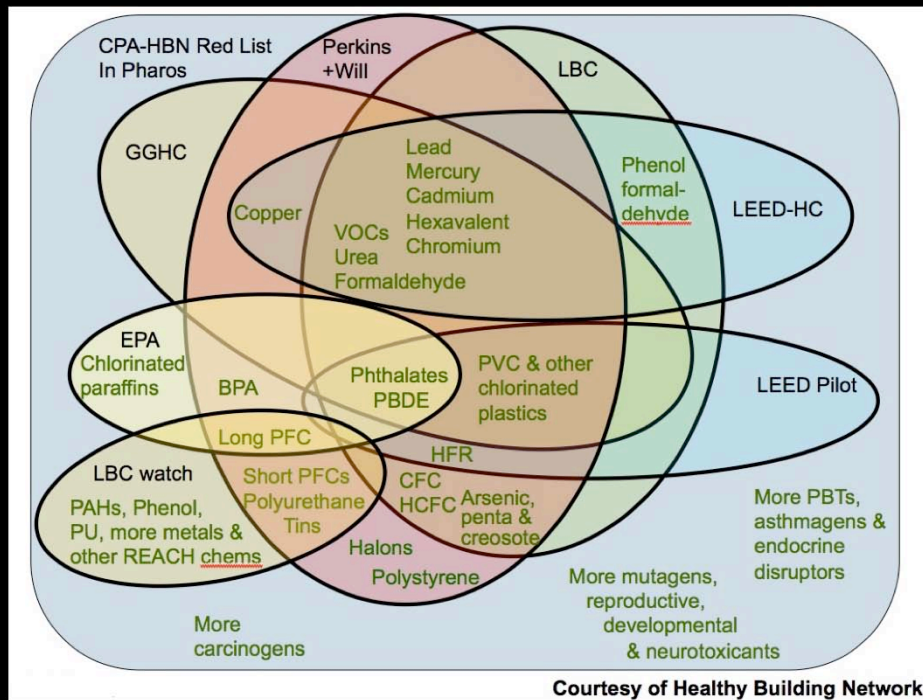 CPA-HBN Red List
In Pharos
Perkins
+Will
LBC
GGHC
Lead
Mercury
Cadmium
Hexavalent
Chromium
Phenol
formal-
dehyde
LEED-HC
Copper
VOCs
Urea
Formaldehyde
EPA
Chlorinated
paraffins
BPA
Phthalates
PBDE
PVC & other
chlorinated
plastics
LEED Pilot
Long PFC
HFR
LBC watch
Short PFCs
Polyurethane
Tins
CFC
HCFC
Arsenic,
penta &
creosote
PAHs, Phenol,
PU, more metals &
other REACH chems
More PBTs,
asthmagens &
endocrine
disruptors
Halons
Polystyrene
More mutagens,
reproductive,
developmental
& neurotoxicants
More
carcinogens
Courtesy of Healthy Building Network